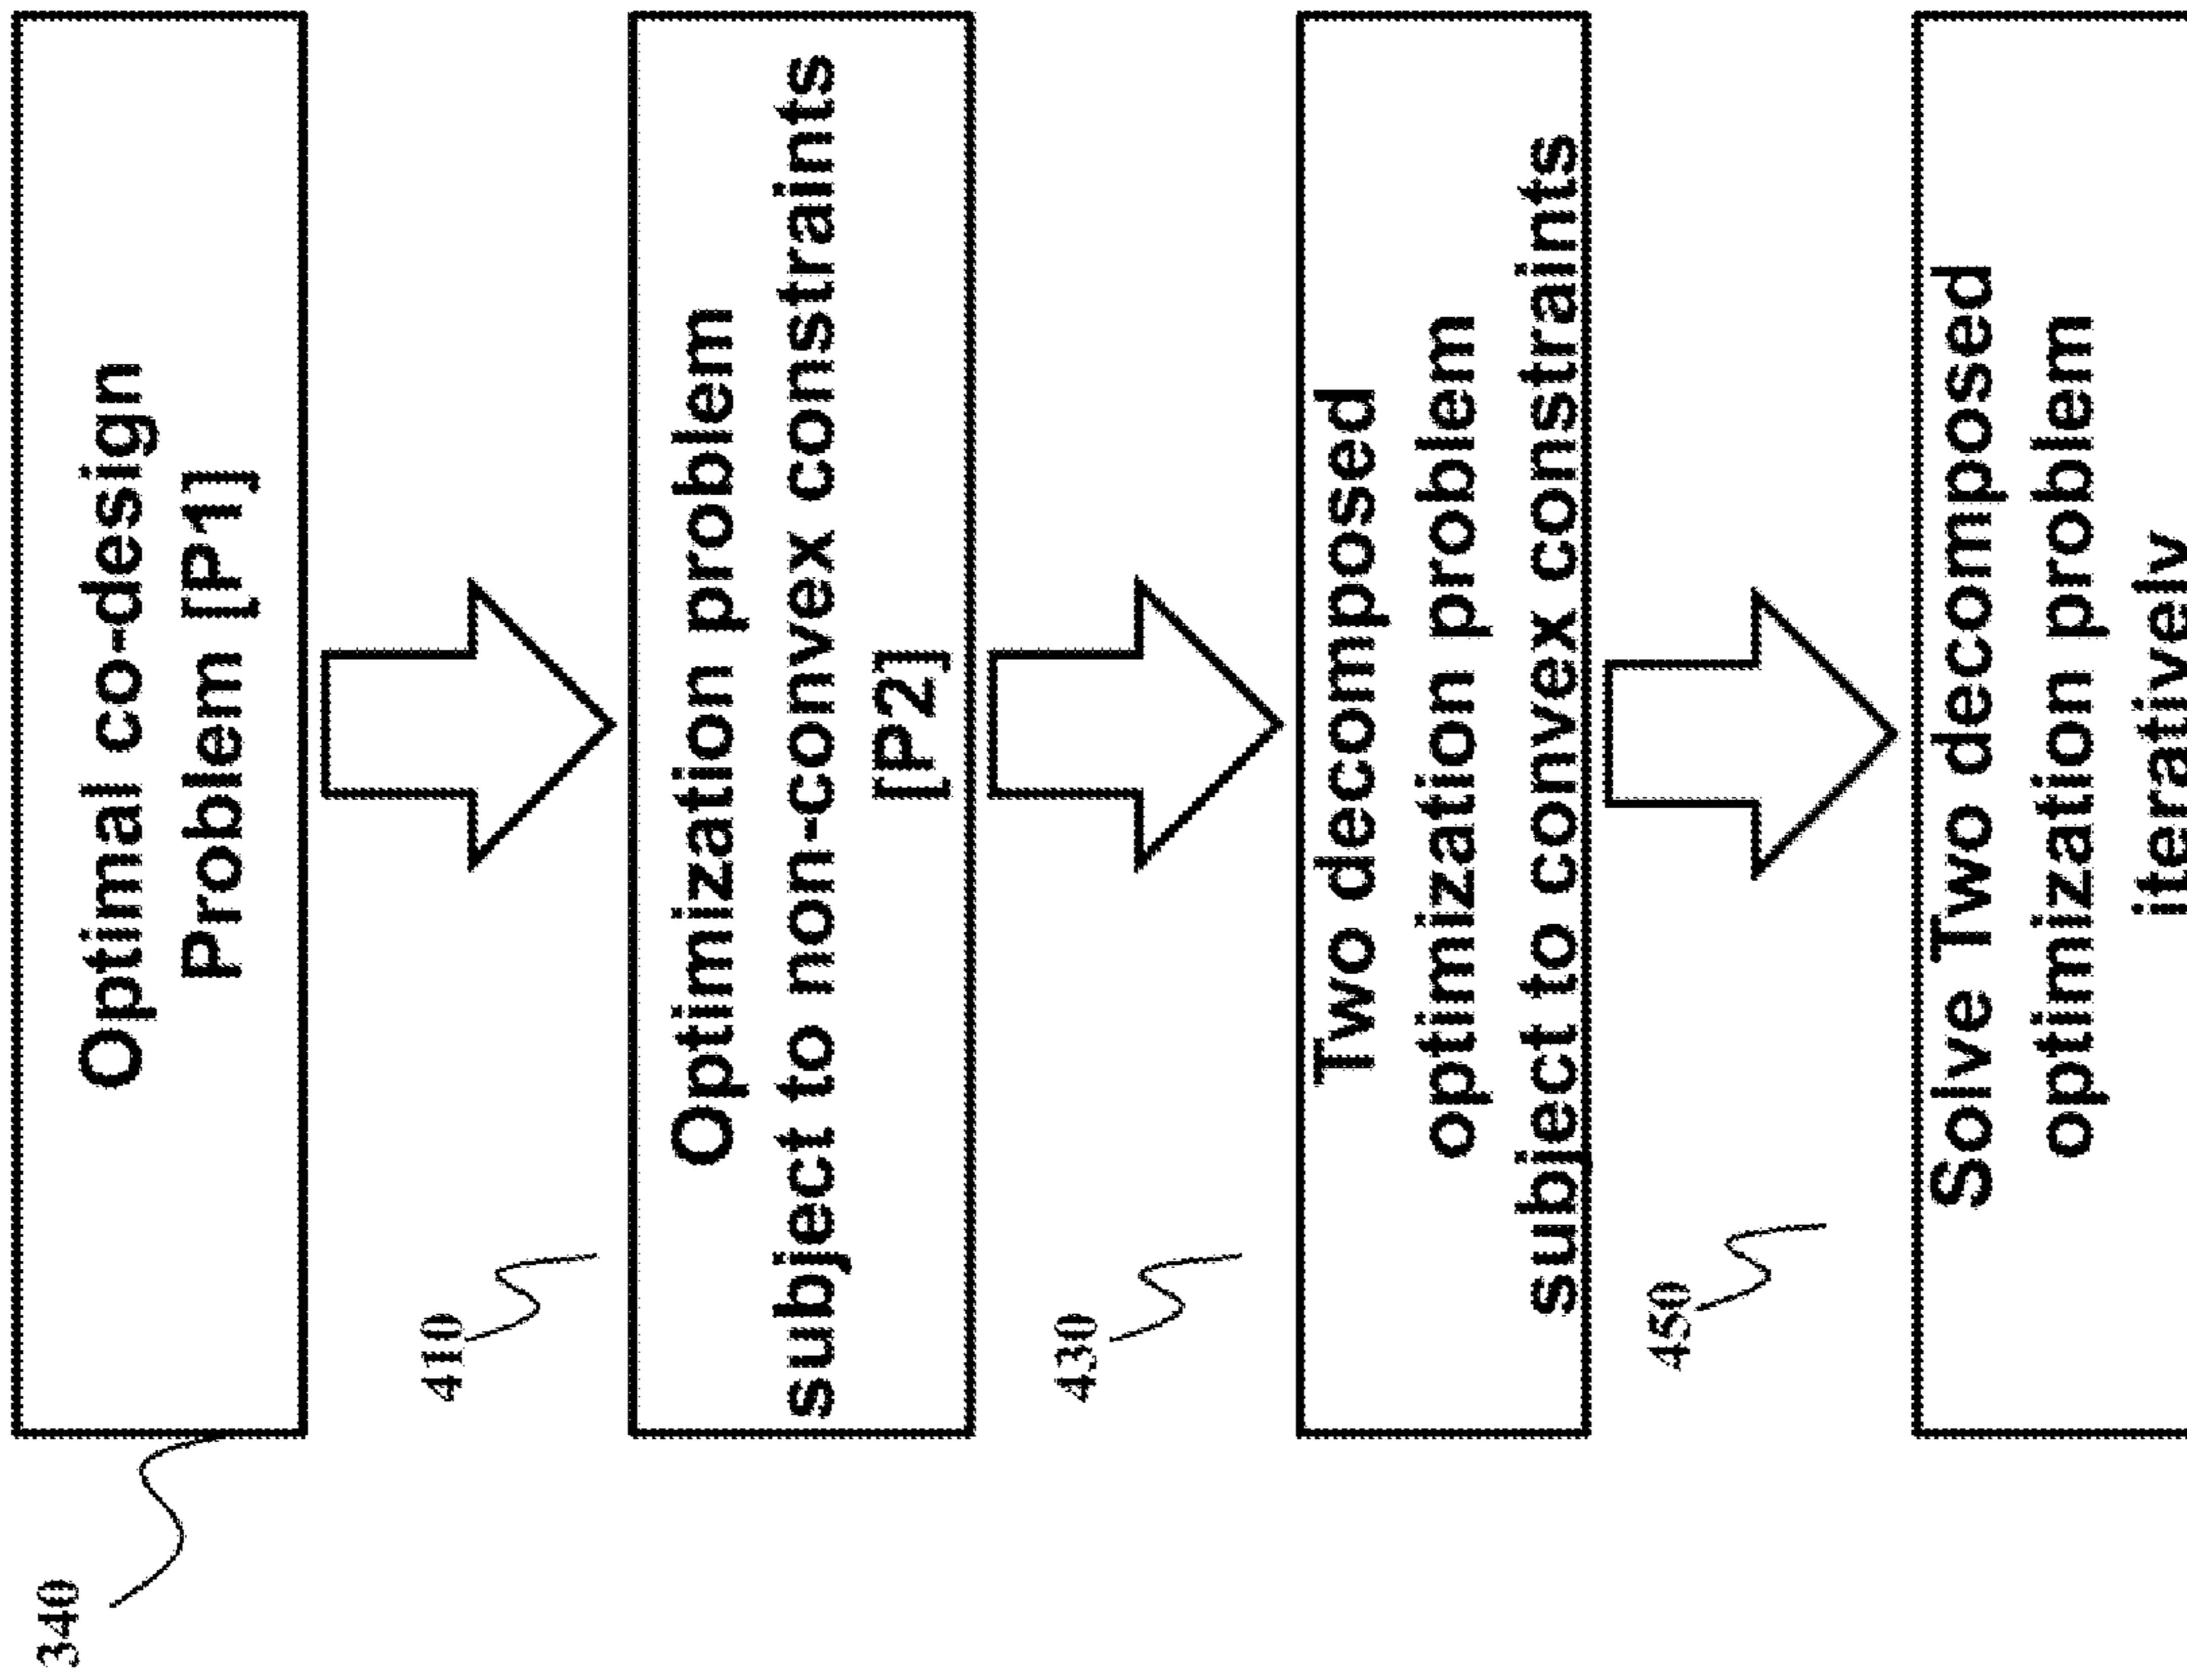 340
Optimal co-design
Problem [P1]
410
Optimization problem
subject to non-convex constraints
[P2]
430
Two decomposed
optimization problem
subject to convex constraints
450
Solve Two decomposed
optimization problem
iteratively